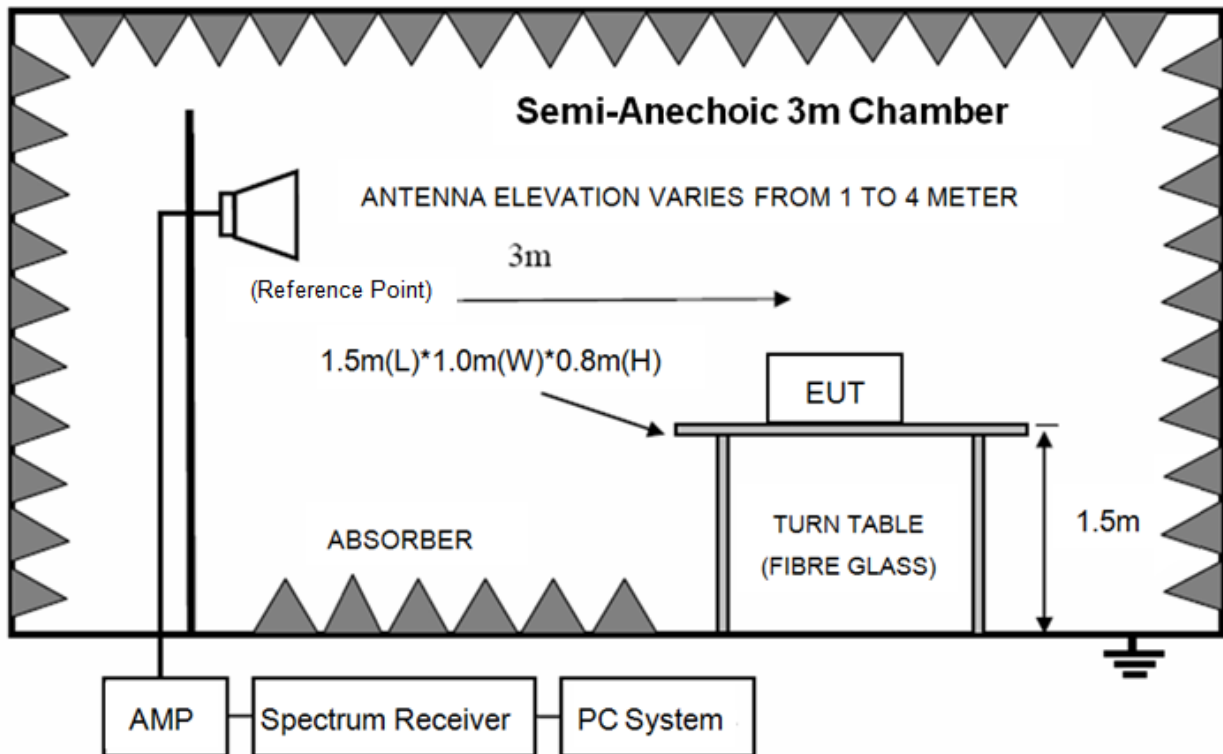 Semi-Anechoic 3m Chamber
ANTENNA ELEVATION VARIES FROM 1 TO 4 METER
3m
(Reference Point)
1.5m(L)*1.0m(W)*0.8m(H)
EUT
1.5m
TURN TABLE
(FIBRE GLASS)
ABSORBER
AMP
Spectrum Receiver
PC System